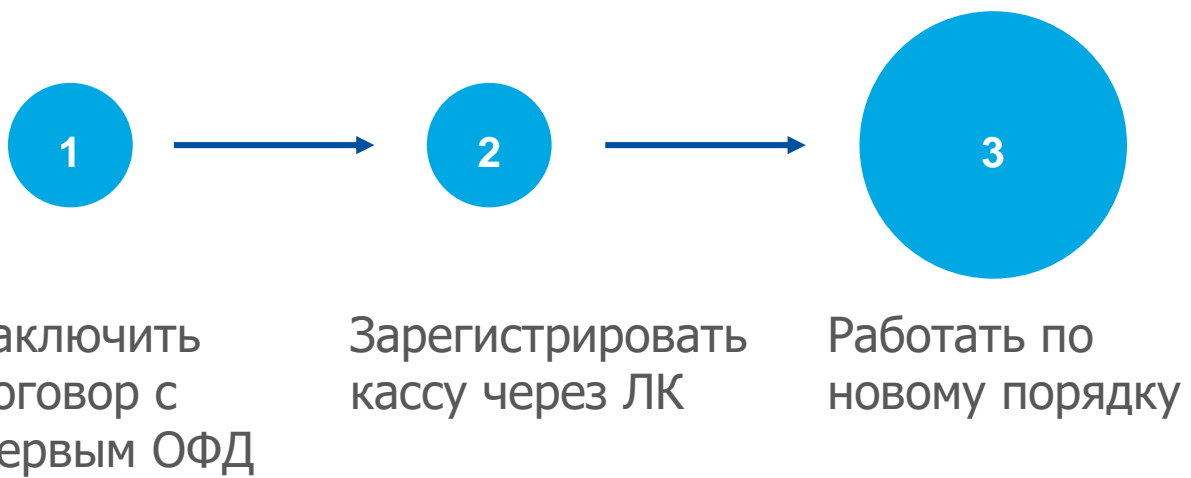 1
2
3
аключить
оговор с
ервым ОФД
Зарегистрировать
кассу через ЛК
Работать по
новому порядку